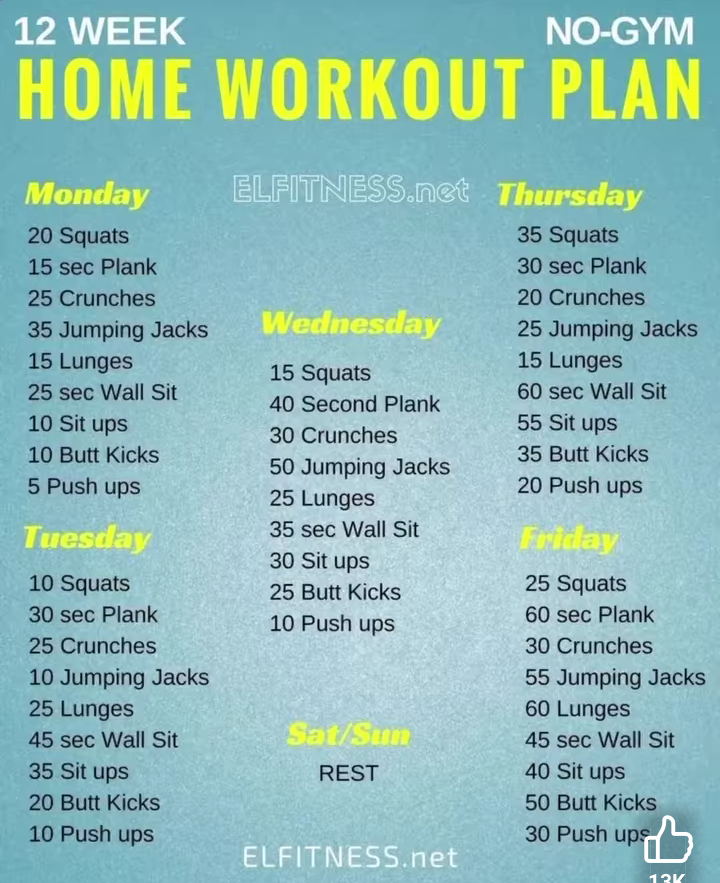 12 WEEK
NO-GYM
HOME WORKOUT PLAN
ELFITNESS.net
Monday
20 Squats
15 sec Plank
25 Crunches
35 Jumping Jacks
15 Lunges
25 sec Wall Sit
10 Sit ups
10 Butt Kicks
5 Push ups
Tuesday
10 Squats
30 sec Plank
25 Crunches
10 Jumping Jacks
25 Lunges
45 sec Wall Sit
35 Sit ups
20 Butt Kicks
10 Push ups
Wednesday
15 Squats
40 Second Plank
30 Crunches
50 Jumping Jacks
25 Lunges
35 sec Wall Sit
30 Sit ups
25 Butt Kicks
10 Push ups
Thursday
35 Squats
30 sec Plank
20 Crunches
25 Jumping Jacks
15 Lunges
60 sec Wall Sit
55 Sit ups
35 Butt Kicks
20 Push ups
Friday
25 Squats
60 sec Plank
30 Crunches
55 Jumping Jacks
60 Lunges
45 sec Wall Sit
40 Sit ups
50 Butt Kicks
30 Push ups
Sat/Sun
REST
ELFITNESS.net
13K